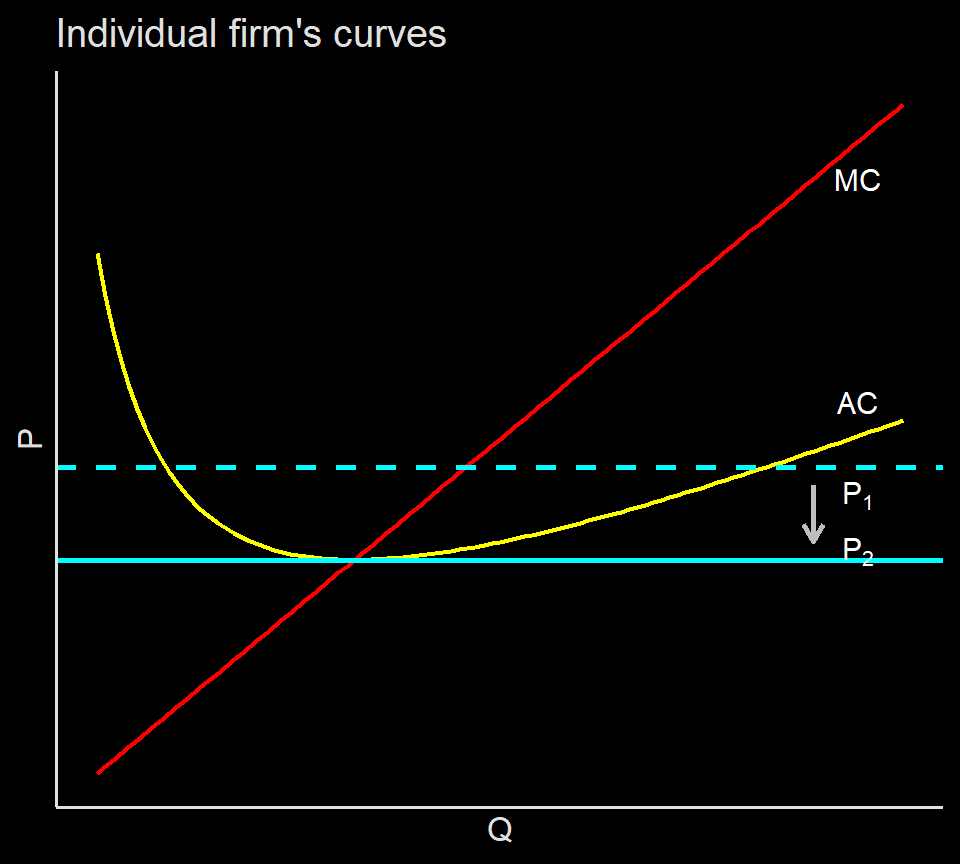 Individual firm's curves
MC
AC
P
P₁
P₂
Q